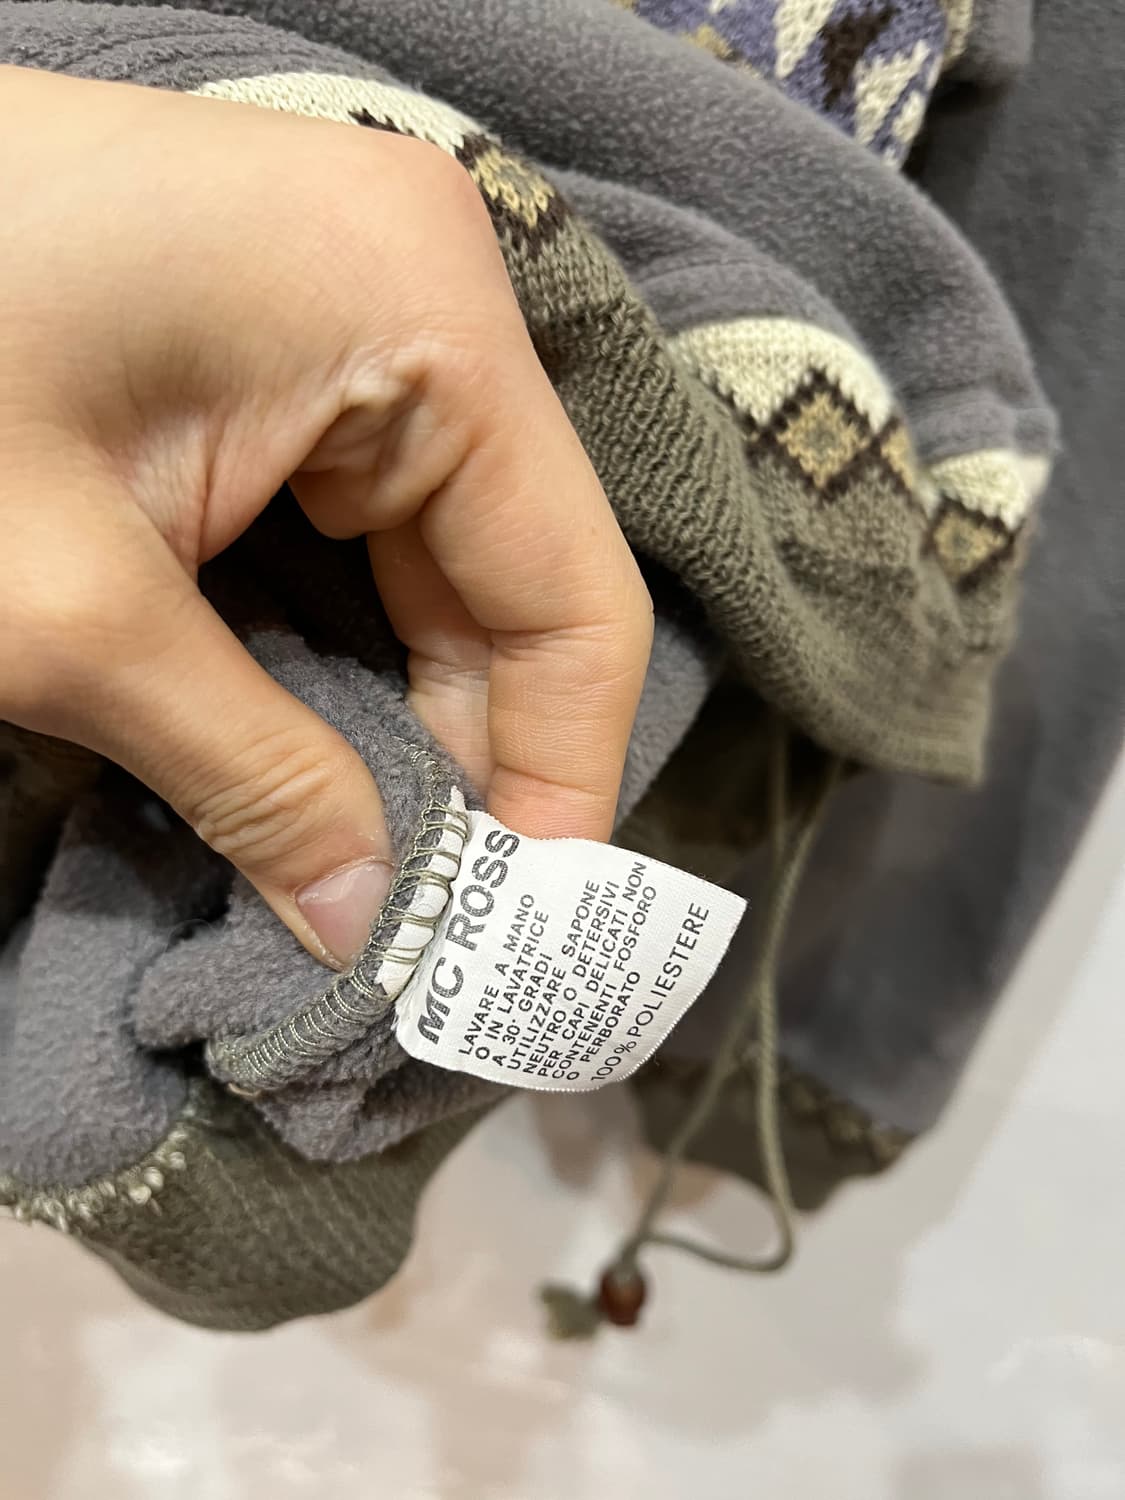 MC ROSS
LAVARE A MANO
O IN LAVATRICE
A 30° GRADI
UTILIZZARE SAPONE
NEUTRO O DETERSIVI
PER CAPI DELICATI NON
CONTENENTI FOSFORO
O PERBORATO
100% POLIESTERE